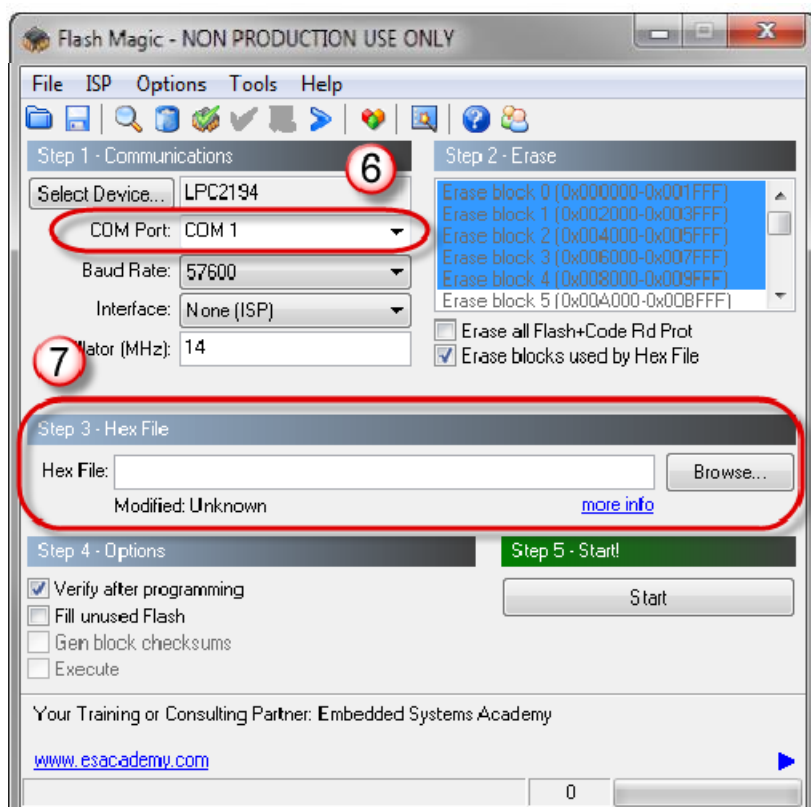 Flash Magic - NON PRODUCTION USE ONLY
File ISP Options Tools Help
Step 1 - Communications
6
Step 2 - Erase
Select Device... LPC2194
COM Port: COM 1
Baud Rate: 57600
Interface: None (ISP)
7
(MHz): 14
Erase block 0 (0x000000-0x001FFF)
Erase block 1 (0x002000-0x003FFF)
Erase block 2 (0x004000-0x005FFF)
Erase block 3 (0x006000-0x007FFF)
Erase block 4 (0x008000-0x009FFF)
Erase block 5 (0x00A000-0x00BFFF)
Erase all Flash+Code Rd Prot
Erase blocks used by Hex File
Step 3 - Hex File
Hex File:
Browse...
Modified: Unknown
more info
Step 4 - Options
Verify after programming
Fill unused Flash
Gen block checksums
Execute
Step 5 - Start!
Start
Your Training or Consulting Partner: Embedded Systems Academy
www.esacademy.com
0